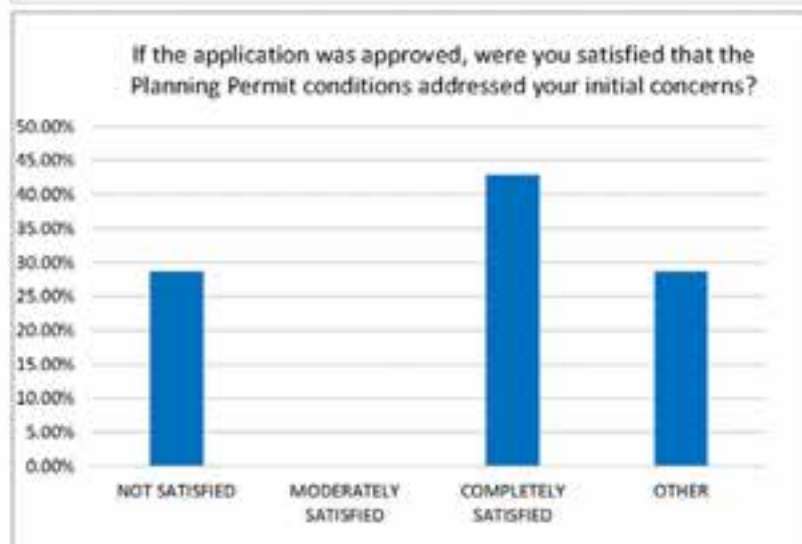 If the application was approved, were you satisfied that the
Planning Permit conditions addressed your initial concerns?
50.00%
45.00%
40.00%
35.00%
30.00%
25.00%
20.00%
15.00%
10.00%
5.00%
0.00%
NOT SATISFIED
MODERATELY
SATISFIED
COMPLETELY
SATISFIED
OTHER